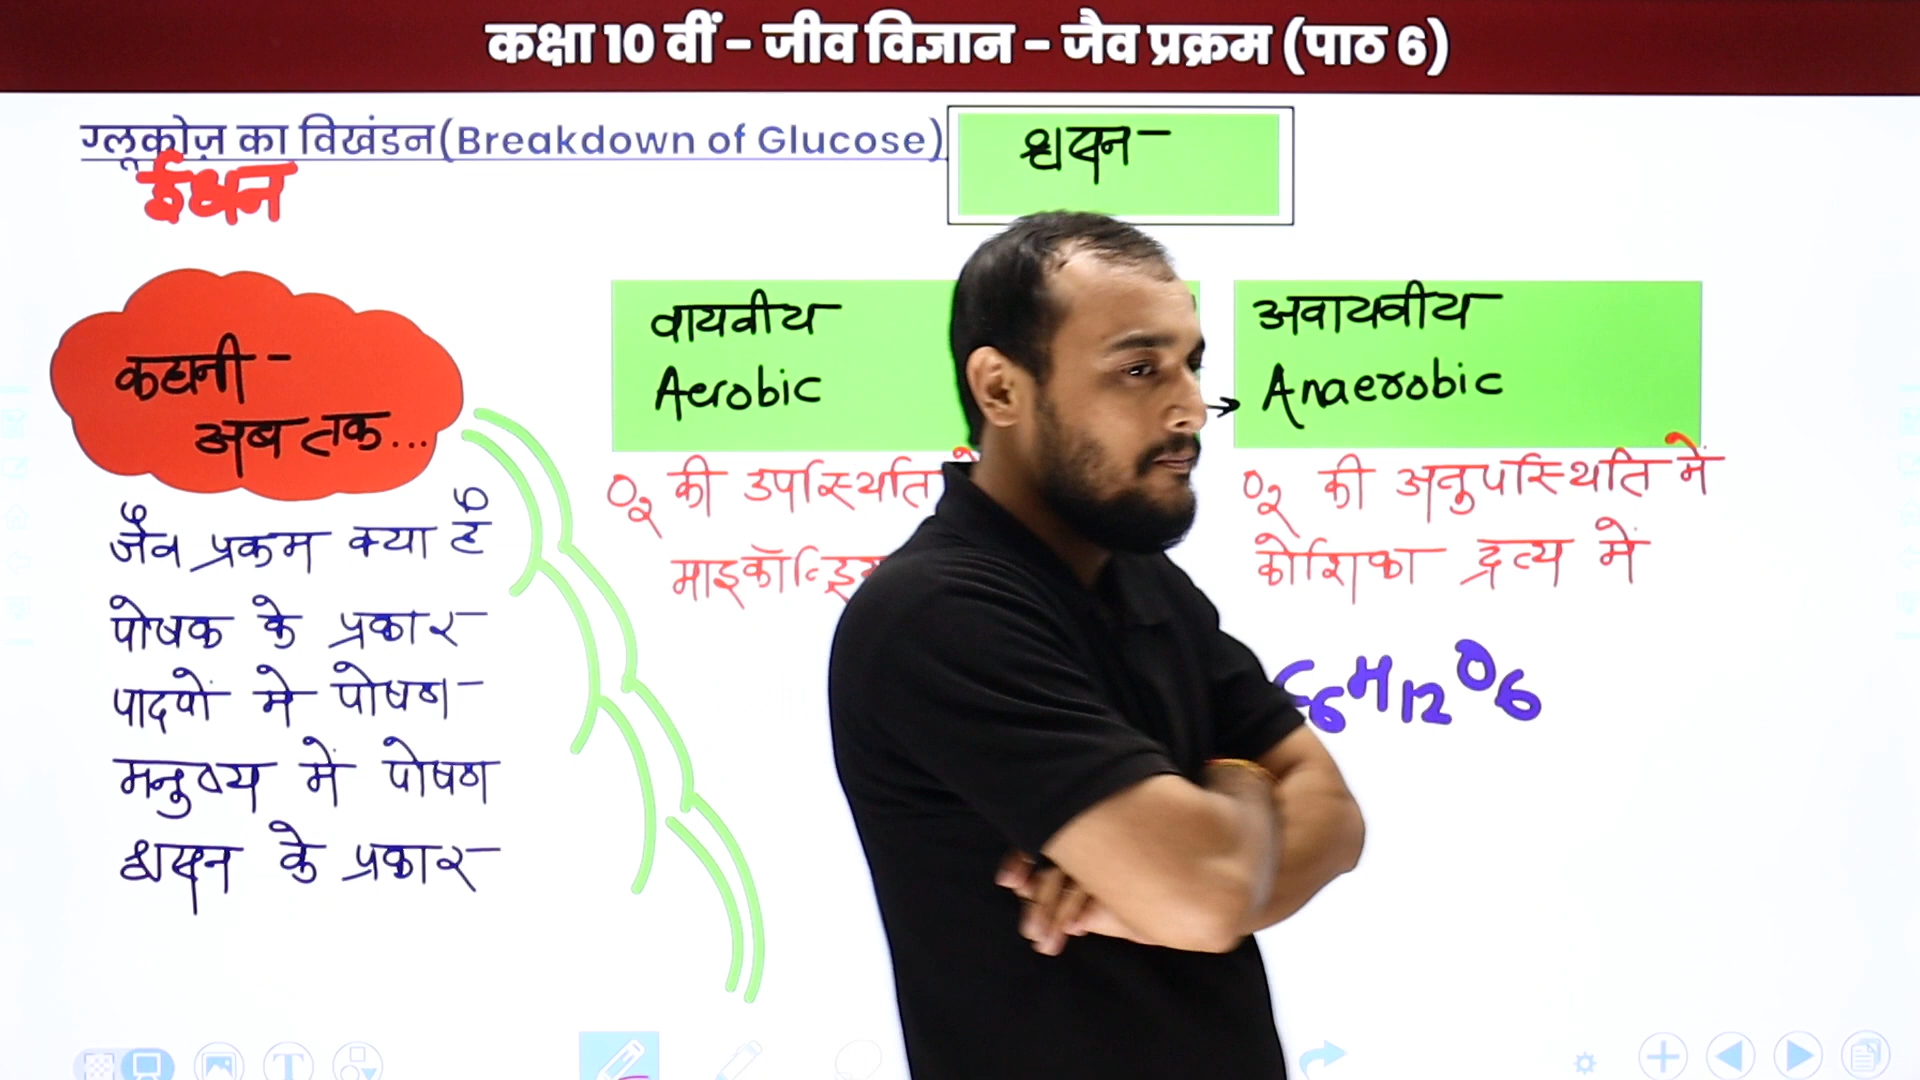 कक्षा 10 वीं - जीव विज्ञान - जैव प्रक्रम (पाठ 6)
ग्लूकोज़ का विखंडन(Breakdown of Glucose)
श्वसन
ईंधन
वायवीय
Aerobic
अवायवीय
Anaerobic
O2 की उपस्थिति
O2 की अनुपस्थिति में
कोशिका द्रव्य में
C6H12O6
कहानी
अब तक...
जैव प्रक्रम क्या है
पोषक के प्रकार
पादपों में पोषण
मनुष्य में पोषण
श्वसन के प्रकार